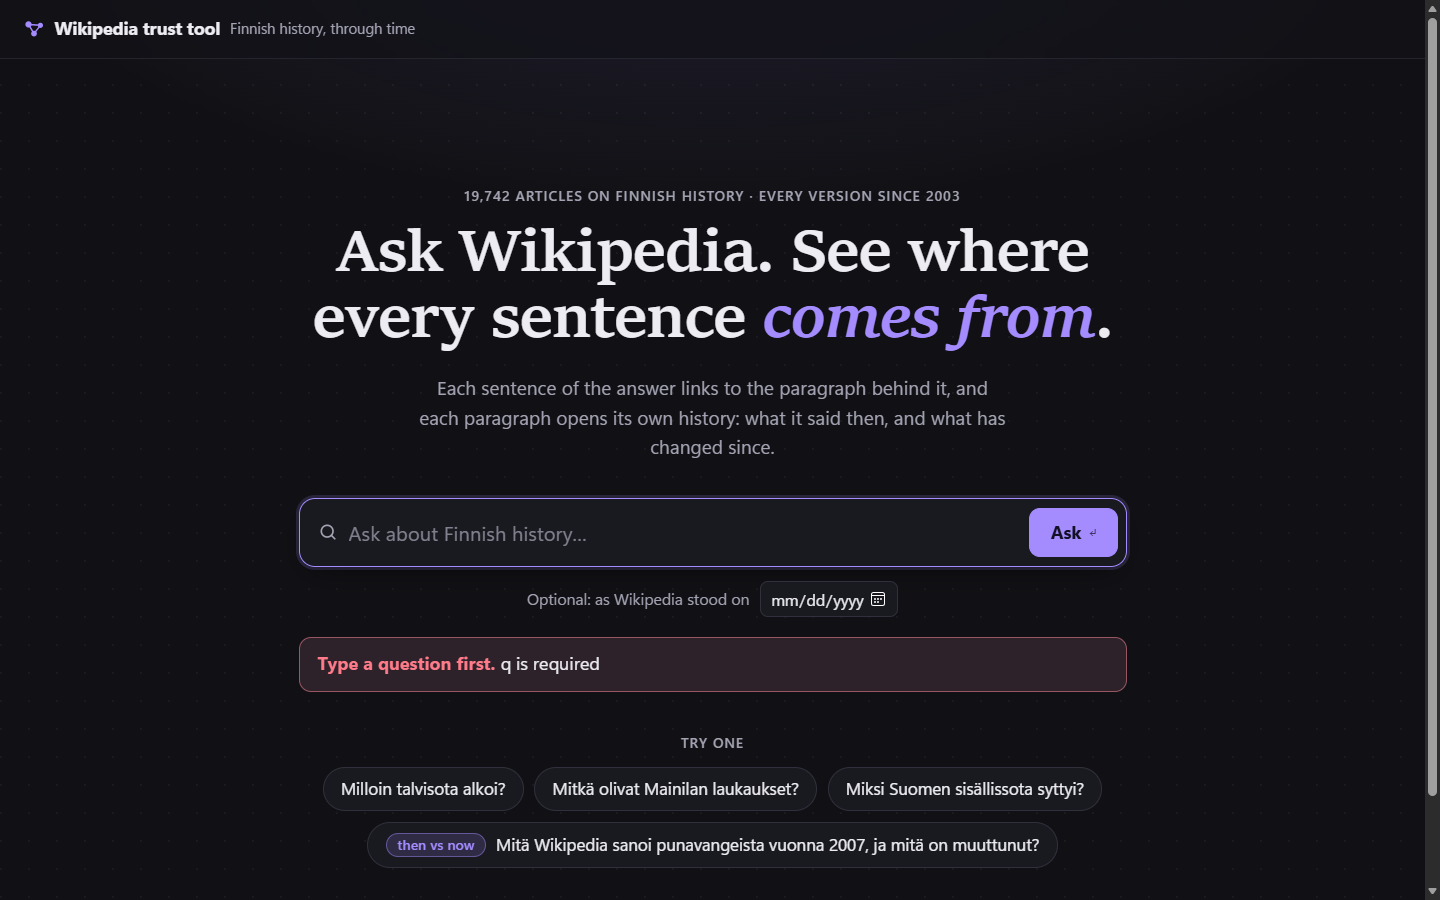 Wikipedia trust tool Finnish history, through time
19,742 ARTICLES ON FINNISH HISTORY · EVERY VERSION SINCE 2003
Ask Wikipedia. See where
every sentence comes from.
Each sentence of the answer links to the paragraph behind it, and
each paragraph opens its own history: what it said then, and what has
changed since.
Ask about Finnish history...
Ask ↵
Optional: as Wikipedia stood on mm/dd/yyyy
Type a question first. q is required
TRY ONE
Milloin talvisota alkoi? Mitkä olivat Mainilan laukaukset? Miksi Suomen sisällissota syttyi?
then vs now Mitä Wikipedia sanoi punavangeista vuonna 2007, ja mitä on muuttunut?